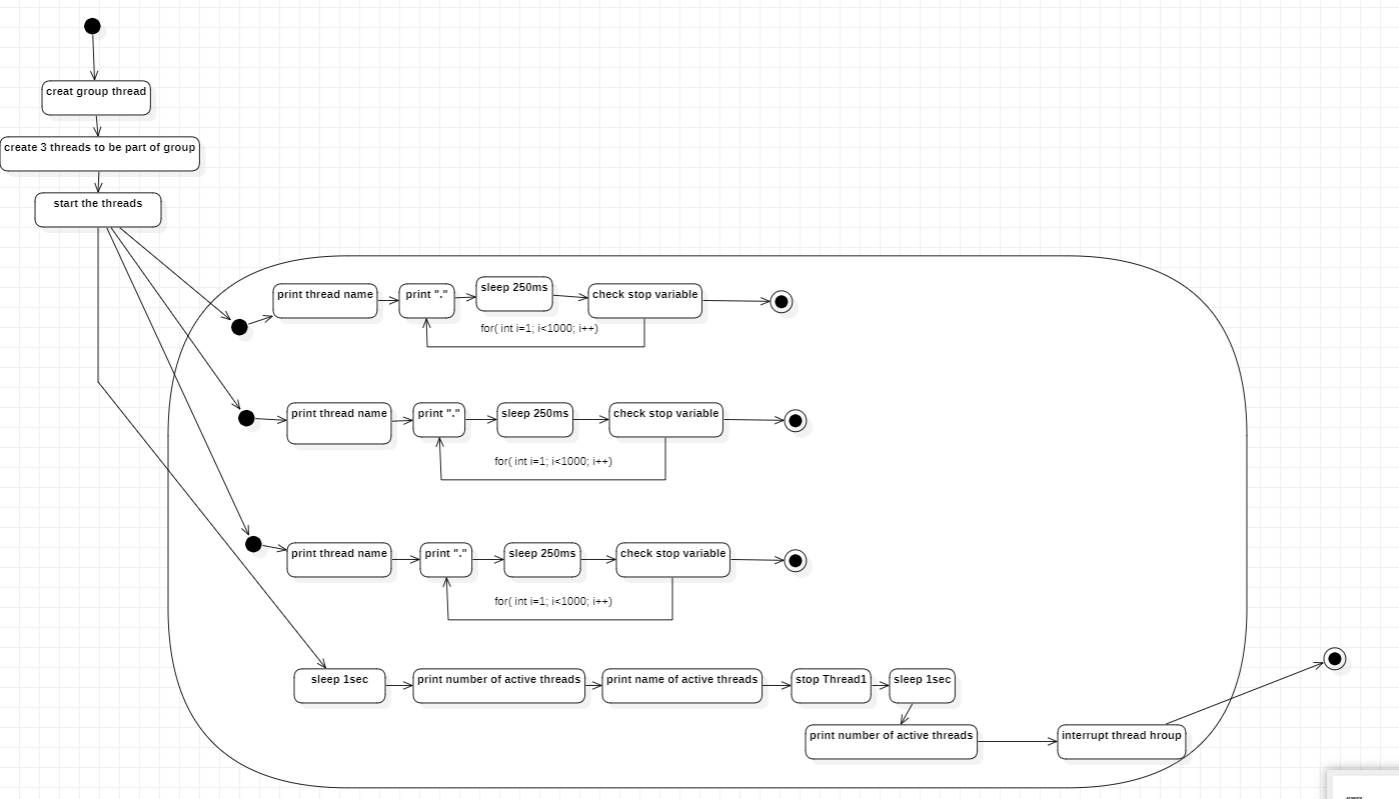 creat group thread
create 3 threads to be part of group
start the threads
print thread name
print "."
sleep 250ms
check stop variable
for( int i=1; i<1000; i++)
print thread name
print "."
sleep 250ms
check stop variable
for( int i=1; i<1000; i++)
print thread name
print "."
sleep 250ms
check stop variable
for( int i=1; i<1000; i++)
sleep 1sec
print number of active threads
print name of active threads
stop Thread1
sleep 1sec
print number of active threads
interrupt thread hroup